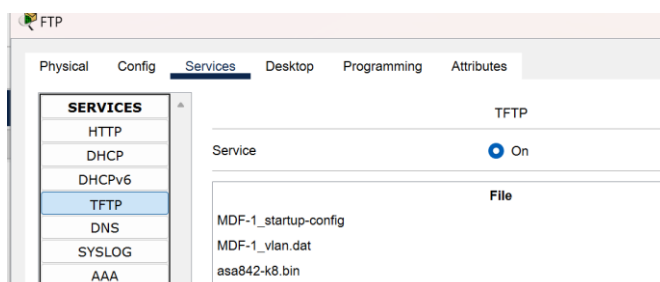 FTP
Physical Config Services Desktop Programming Attributes
SERVICES
HTTP
DHCP
DHCPv6
TFTP
DNS
SYSLOG
AAA
TFTP
Service On
File
MDF-1_startup-config
MDF-1_vlan.dat
asa842-k8.bin